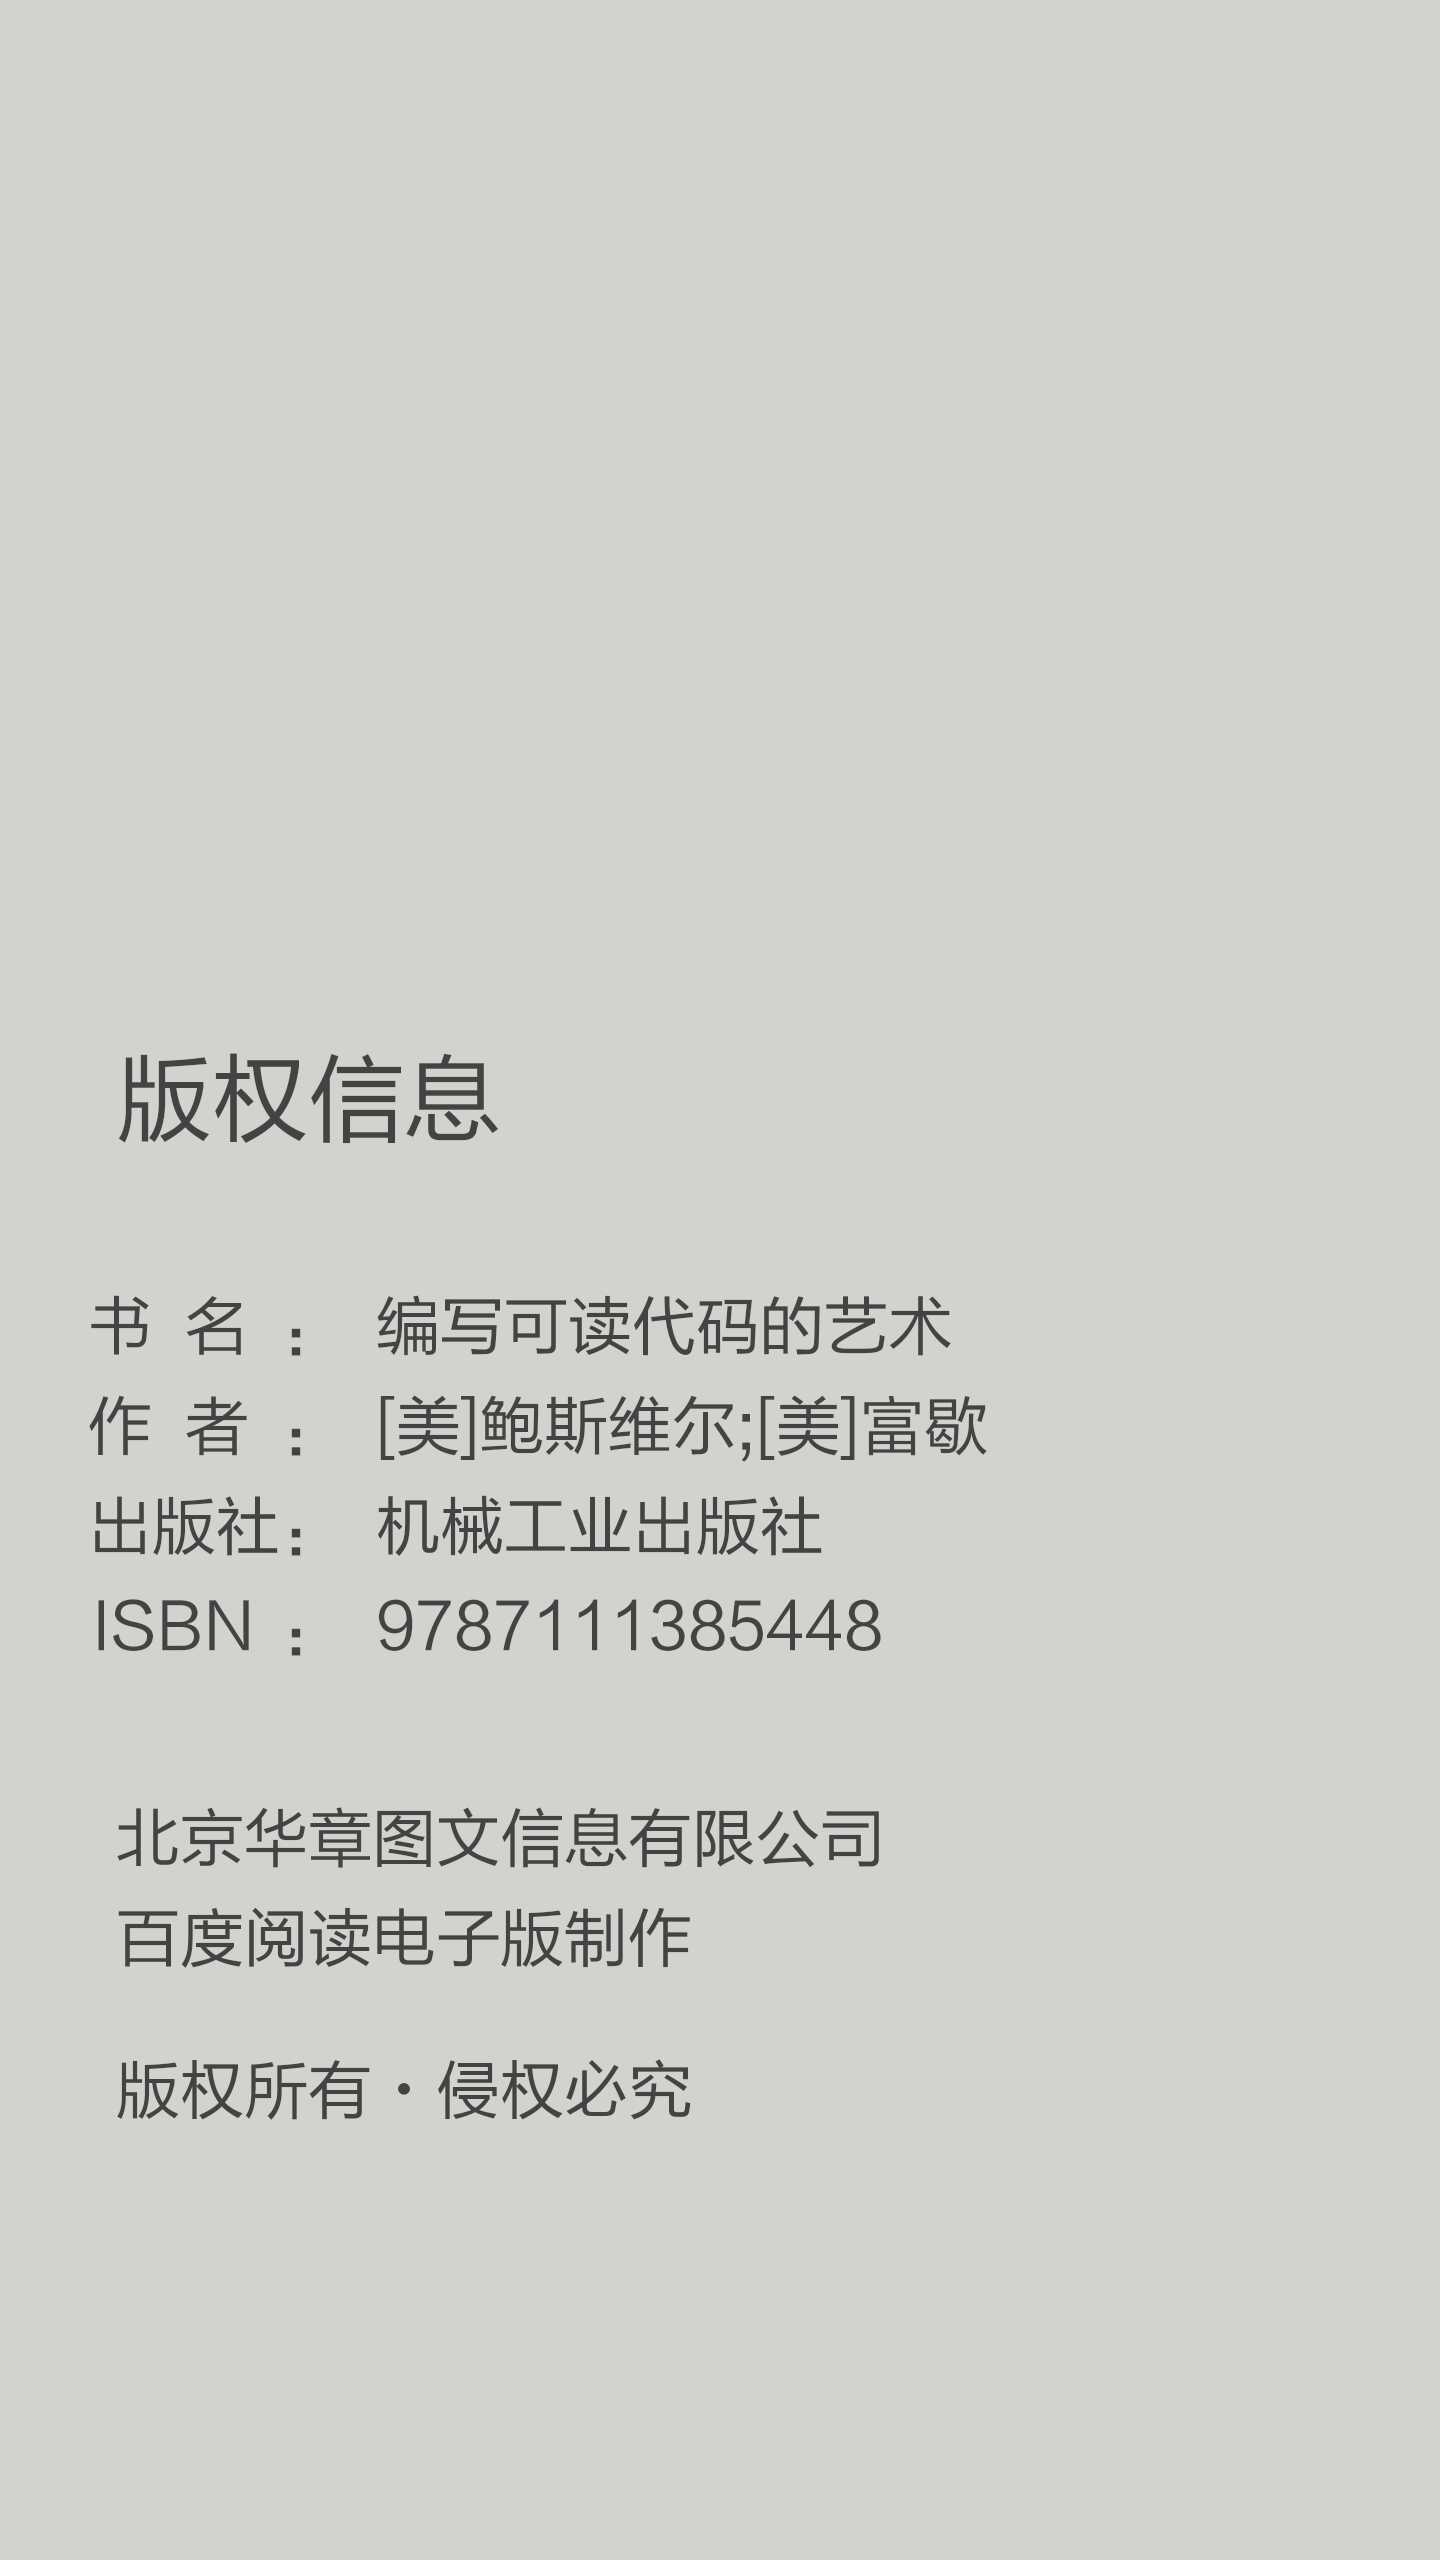 版权信息
书 名 ： 编写可读代码的艺术
作 者 ： [美]鲍斯维尔;[美]富歇
出版社： 机械工业出版社
ISBN ： 9787111385448
北京华章图文信息有限公司
百度阅读电子版制作
版权所有·侵权必究